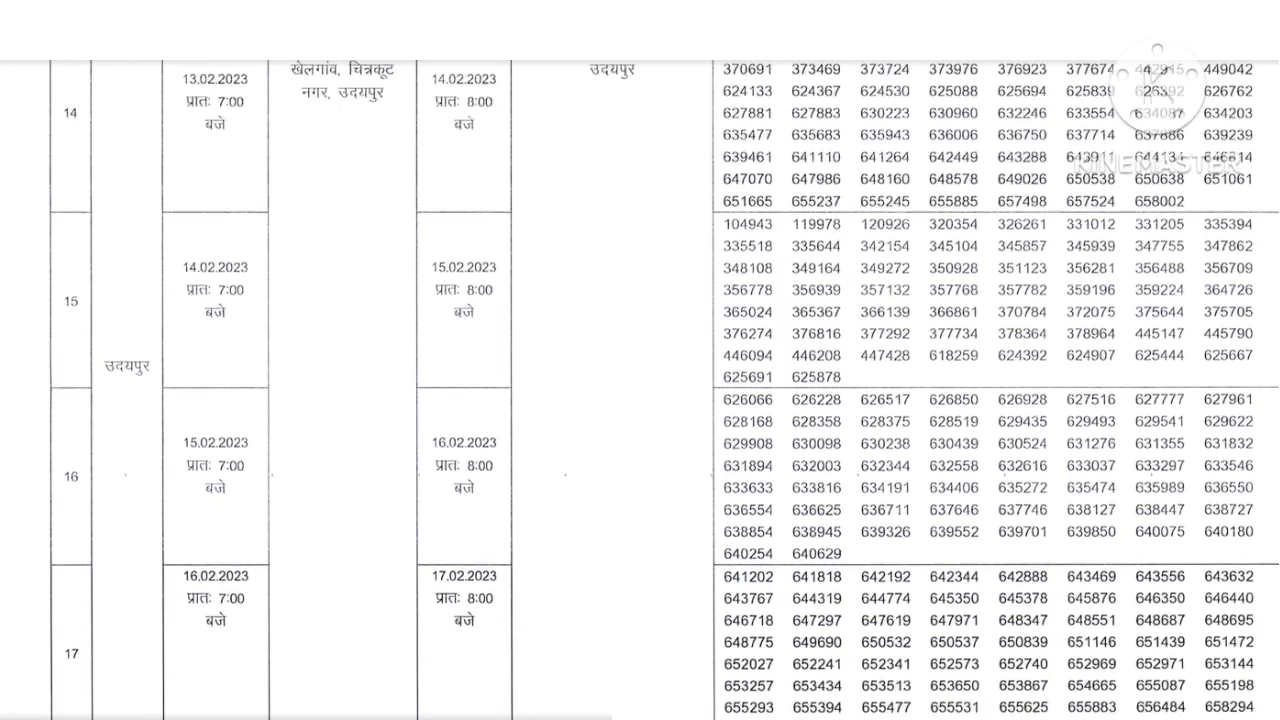 खेलगांव, चित्रकूट
नगर, उदयपुर
उदयपुर
उदयपुर
14
13.02.2023
प्रातः 7:00
बजे
14.02.2023
प्रातः 8:00
बजे
370691 373469 373724 373976 376923 377674 442915 449042
624133 624367 624530 625088 625694 625839 626392 626762
627881 627883 630223 630960 632246 633554 634087 634203
635477 635683 635943 636006 636750 637714 637886 639239
639461 641110 641264 642449 643288 643911 644134 646814
647070 647986 648160 648578 649026 650538 650638 651061
651665 655237 655245 655885 657498 657524 658002
15
14.02.2023
प्रातः 7:00
बजे
15.02.2023
प्रातः 8:00
बजे
104943 119978 120926 320354 326261 331012 331205 335394
335518 335644 342154 345104 345857 345939 347755 347862
348108 349164 349272 350928 351123 356281 356488 356709
356778 356939 357132 357768 357782 359196 359224 364726
365024 365367 366139 366861 370784 372075 375644 375705
376274 376816 377292 377734 378364 378964 445147 445790
446094 446208 447428 618259 624392 624907 625444 625667
625691 625878
16
15.02.2023
प्रातः 7:00
बजे
16.02.2023
प्रातः 8:00
बजे
626066 626228 626517 626850 626928 627516 627777 627961
628168 628358 628375 628519 629435 629493 629541 629622
629908 630098 630238 630439 630524 631276 631355 631832
631894 632003 632344 632558 632616 633037 633297 633546
633633 633816 634191 634406 635272 635474 635989 636550
636554 636625 636711 637646 637746 638127 638447 638727
638854 638945 639326 639552 639701 639850 640075 640180
640254 640629
17
16.02.2023
प्रातः 7:00
बजे
17.02.2023
प्रातः 8:00
बजे
641202 641818 642192 642344 642888 643469 643556 643632
643767 644319 644774 645350 645378 645876 646350 646440
646718 647297 647619 647971 648347 648551 648687 648695
648775 649690 650532 650537 650839 651146 651439 651472
652027 652241 652341 652573 652740 652969 652971 653144
653257 653434 653513 653650 653867 654665 655087 655198
655293 655394 655477 655531 655625 655883 656484 658294
KINEMASTER